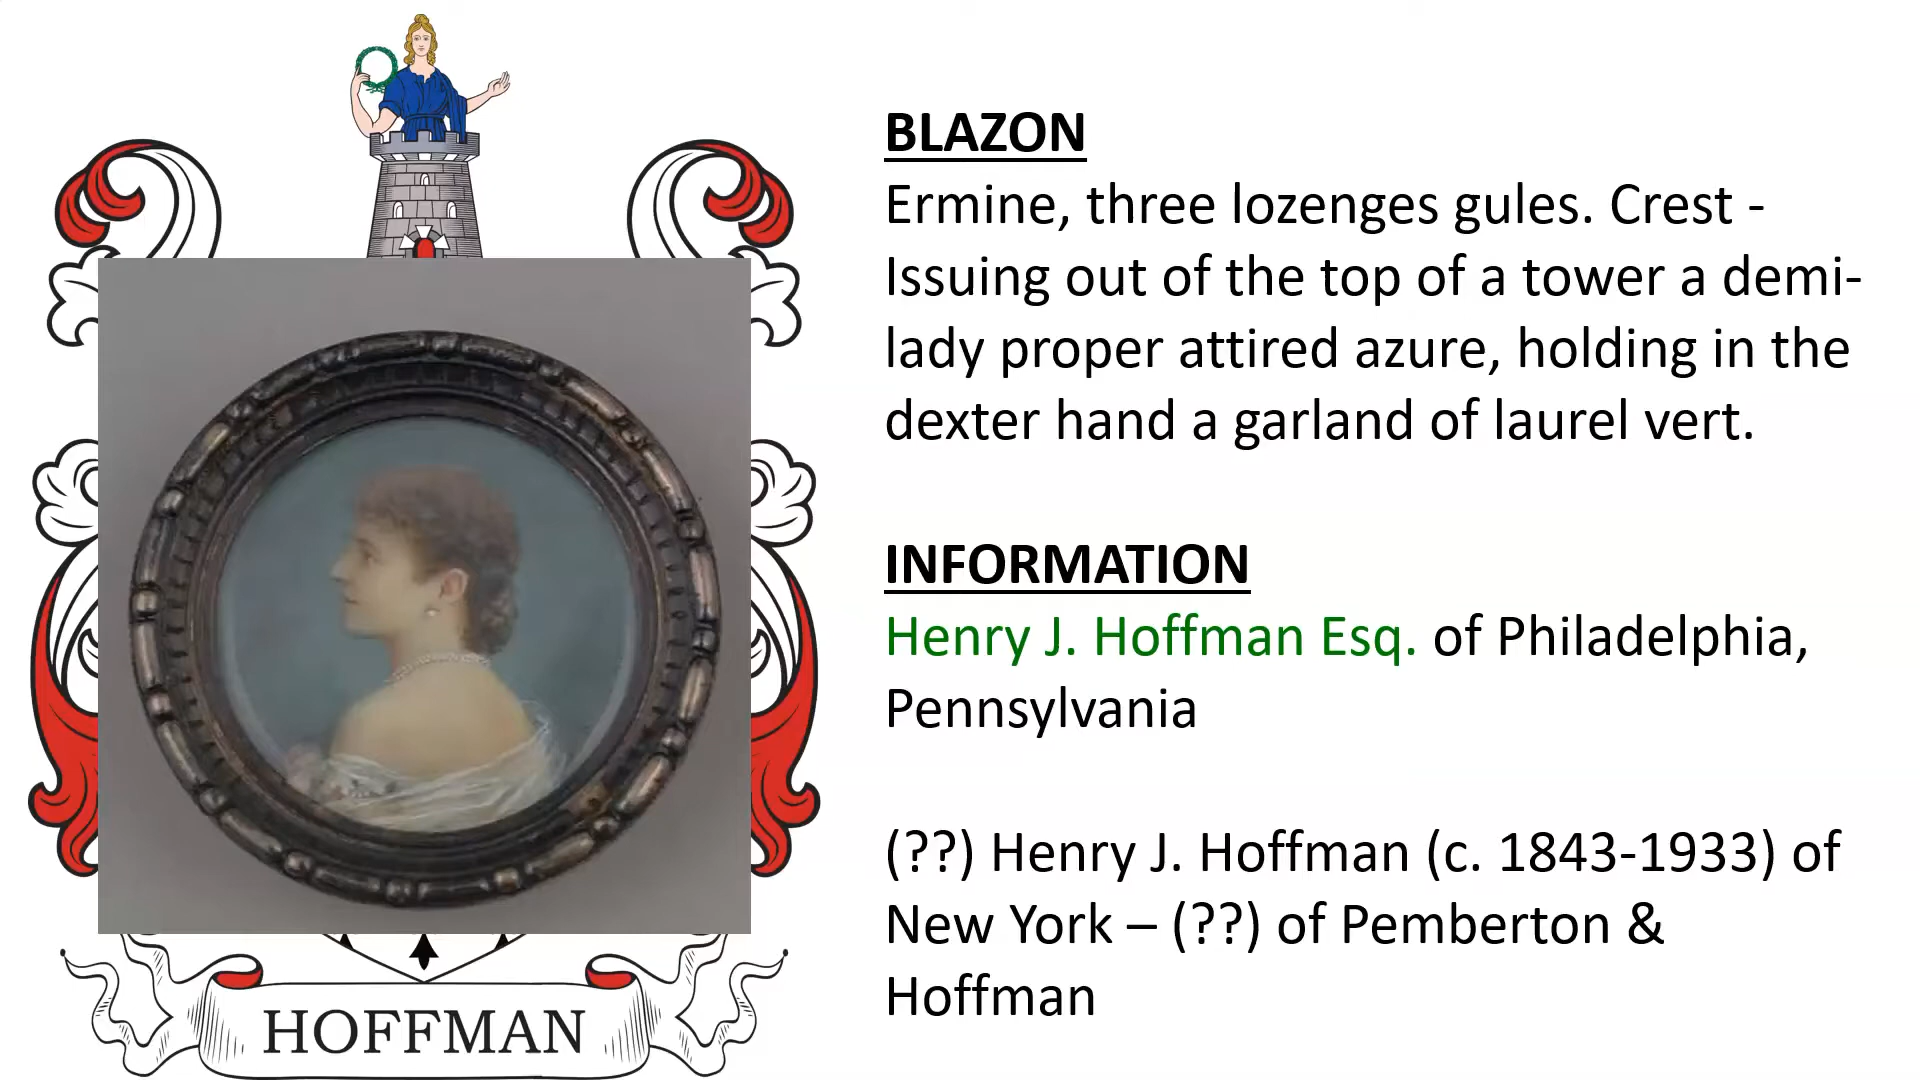 BLAZON
Ermine, three lozenges gules. Crest -
Issuing out of the top of a tower a demi-
lady proper attired azure, holding in the
dexter hand a garland of laurel vert.
INFORMATION
Henry J. Hoffman Esq. of Philadelphia,
Pennsylvania
(??) Henry J. Hoffman (c. 1843-1933) of
New York – (??) of Pemberton &
Hoffman
HOFFMAN